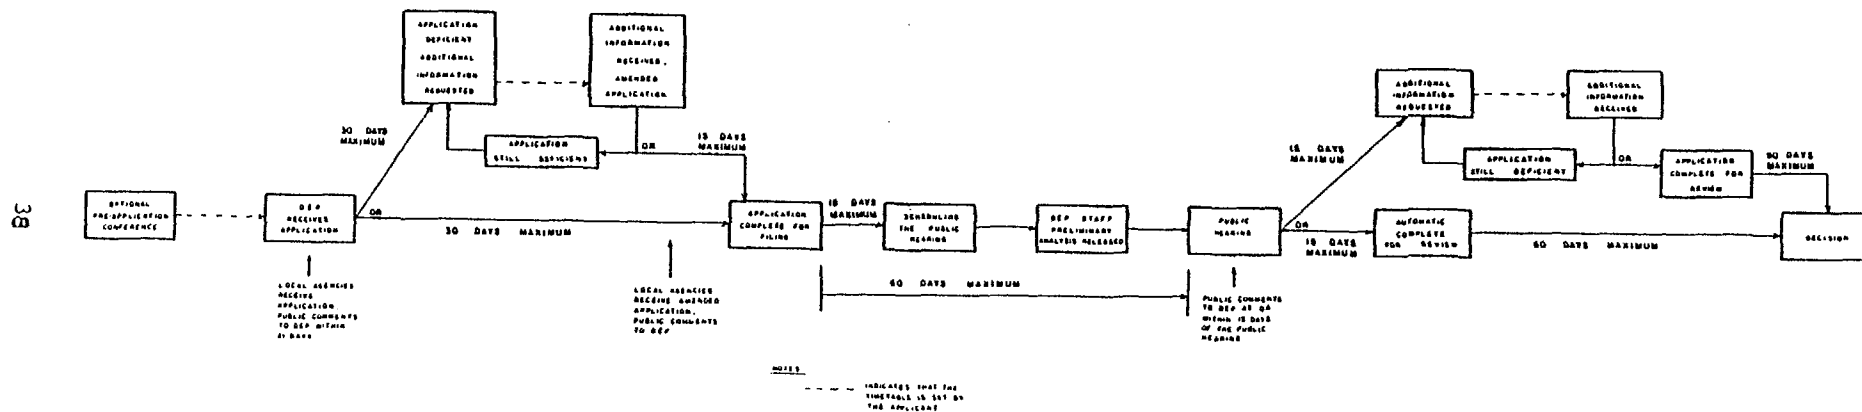 APPLICATION
DEFICIENT
ADDITIONAL
INFORMATION
REQUESTED
ADDITIONAL
INFORMATION
RECEIVED,
AMENDED
APPLICATION
30 DAYS
MAXIMUM
APPLICATION
STILL DEFICIENT
OR
15 DAYS
MAXIMUM
OPTIONAL
PRE-APPLICATION
CONFERENCE
D.E.P.
RECEIVES
APPLICATION
OR
30 DAYS MAXIMUM
LOCAL AGENCIES
RECEIVE
APPLICATION,
PUBLIC COMMENTS
TO DEP WITHIN
21 DAYS
LOCAL AGENCIES
RECEIVE AMENDED
APPLICATION,
PUBLIC COMMENTS
TO DEP
APPLICATION
COMPLETE FOR
FILING
15 DAYS
MAXIMUM
SCHEDULING
THE PUBLIC
HEARING
DEP STAFF
PRELIMINARY
ANALYSIS RELEASED
60 DAYS MAXIMUM
PUBLIC
HEARING
PUBLIC COMMENTS
TO DEP AT OR
WITHIN 15 DAYS
OF THE PUBLIC
HEARING
OR
15 DAYS
MAXIMUM
15 DAYS
MAXIMUM
ADDITIONAL
INFORMATION
REQUESTED
ADDITIONAL
INFORMATION
RECEIVED
APPLICATION
STILL DEFICIENT
OR
APPLICATION
COMPLETE FOR
REVIEW
90 DAYS
MAXIMUM
AUTOMATIC
COMPLETE
FOR REVIEW
60 DAYS MAXIMUM
DECISION
38
NOTES
INDICATES THAT THE
TIMETABLE IS SET BY
THE APPLICANT